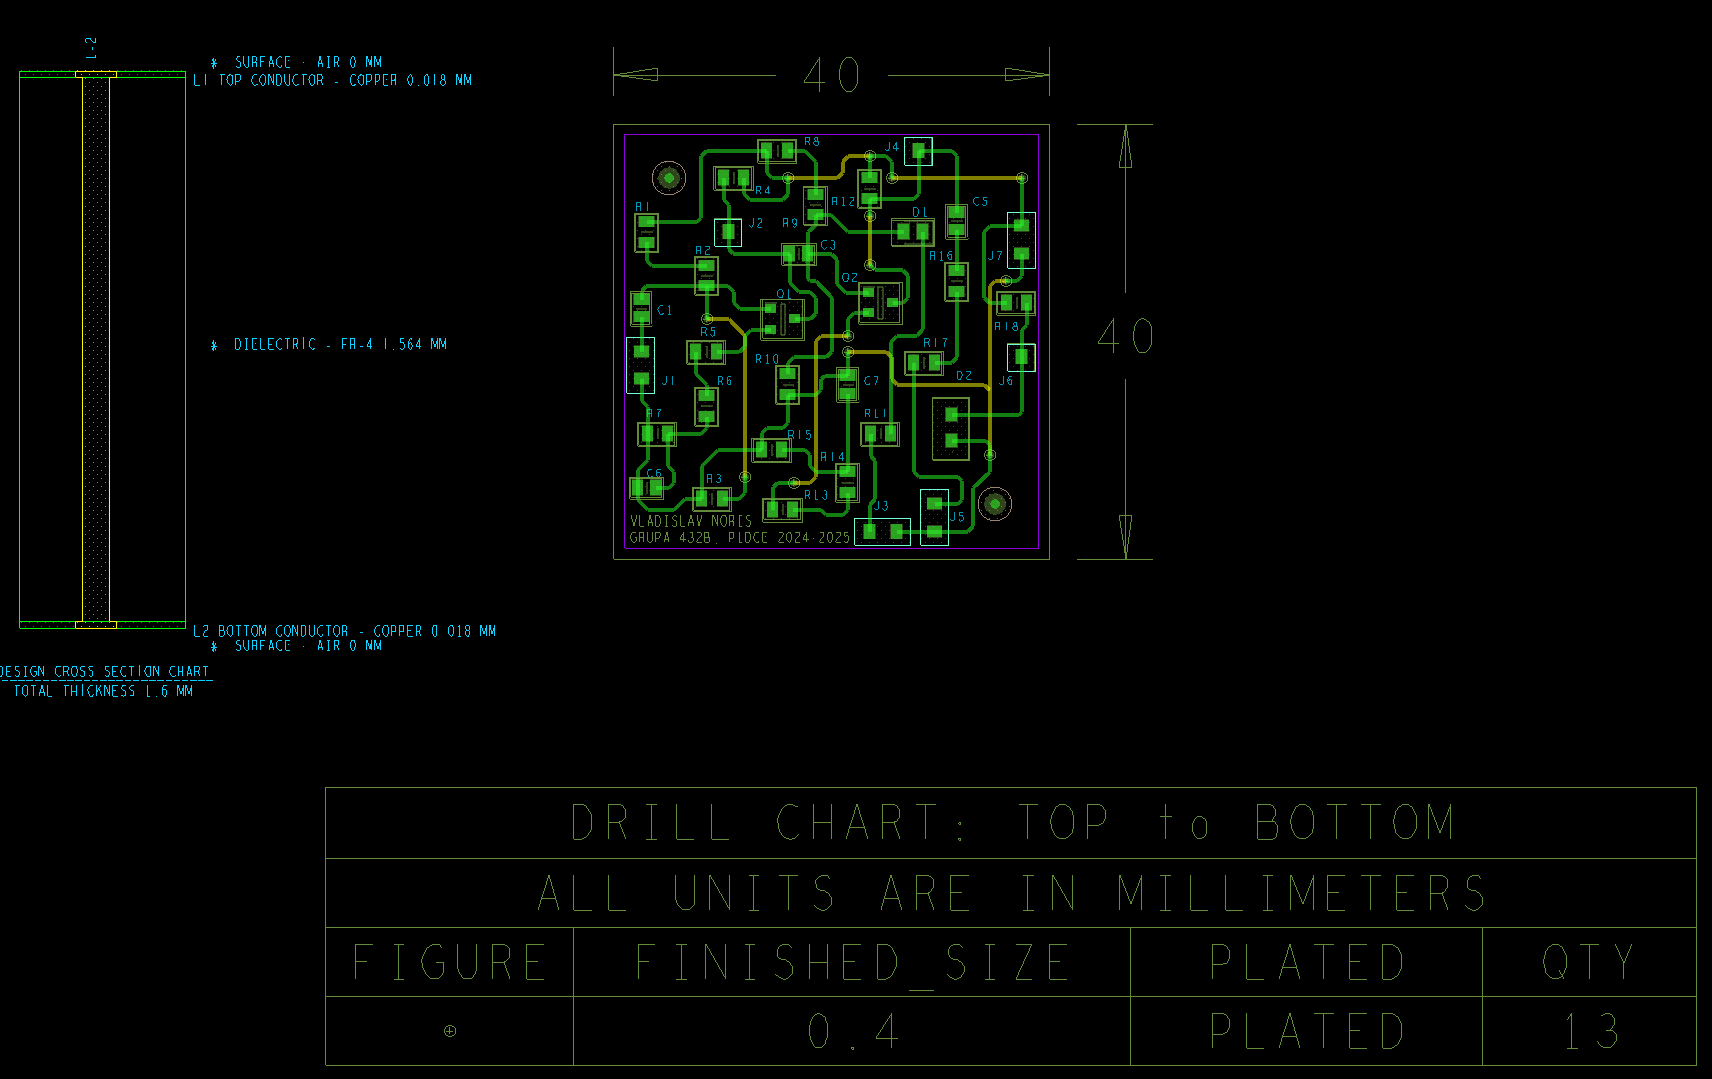 L-2
* SURFACE - AIR 0 MM
L1 TOP CONDUCTOR - COPPER 0.018 MM
* DIELECTRIC - FR-4 1.564 MM
L2 BOTTOM CONDUCTOR - COPPER 0.018 MM
* SURFACE - AIR 0 MM
DESIGN CROSS SECTION CHART
TOTAL THICKNESS 1.6 MM
40
40
R8
J4
R4
R12
C5
R1
J2
R9
D1
R2
C3
R16
J7
Q2
Q1
C1
R5
R18
R10
R17
J1
R6
C7
D2
J6
R7
RL1
R15
R14
C6
R3
RL3
J3
J5
VLADISLAV NORIS
GRUPA 432B, PLDCE 2024-2025
DRILL CHART: TOP to BOTTOM
ALL UNITS ARE IN MILLIMETERS
FIGURE FINISHED_SIZE PLATED QTY
0.4 PLATED 13